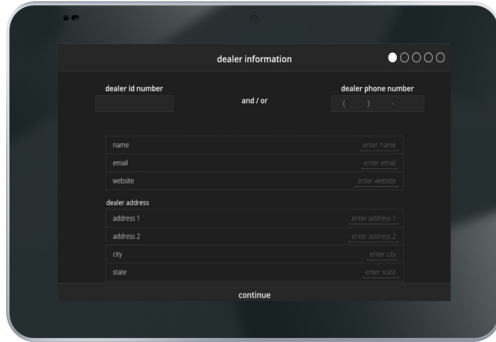 dealer information
dealer id number
and / or
dealer phone number
( ) -
name enter name
email enter email
website enter website
dealer address
address 1 enter address 1
address 2 enter address 2
city enter city
state enter state
continue